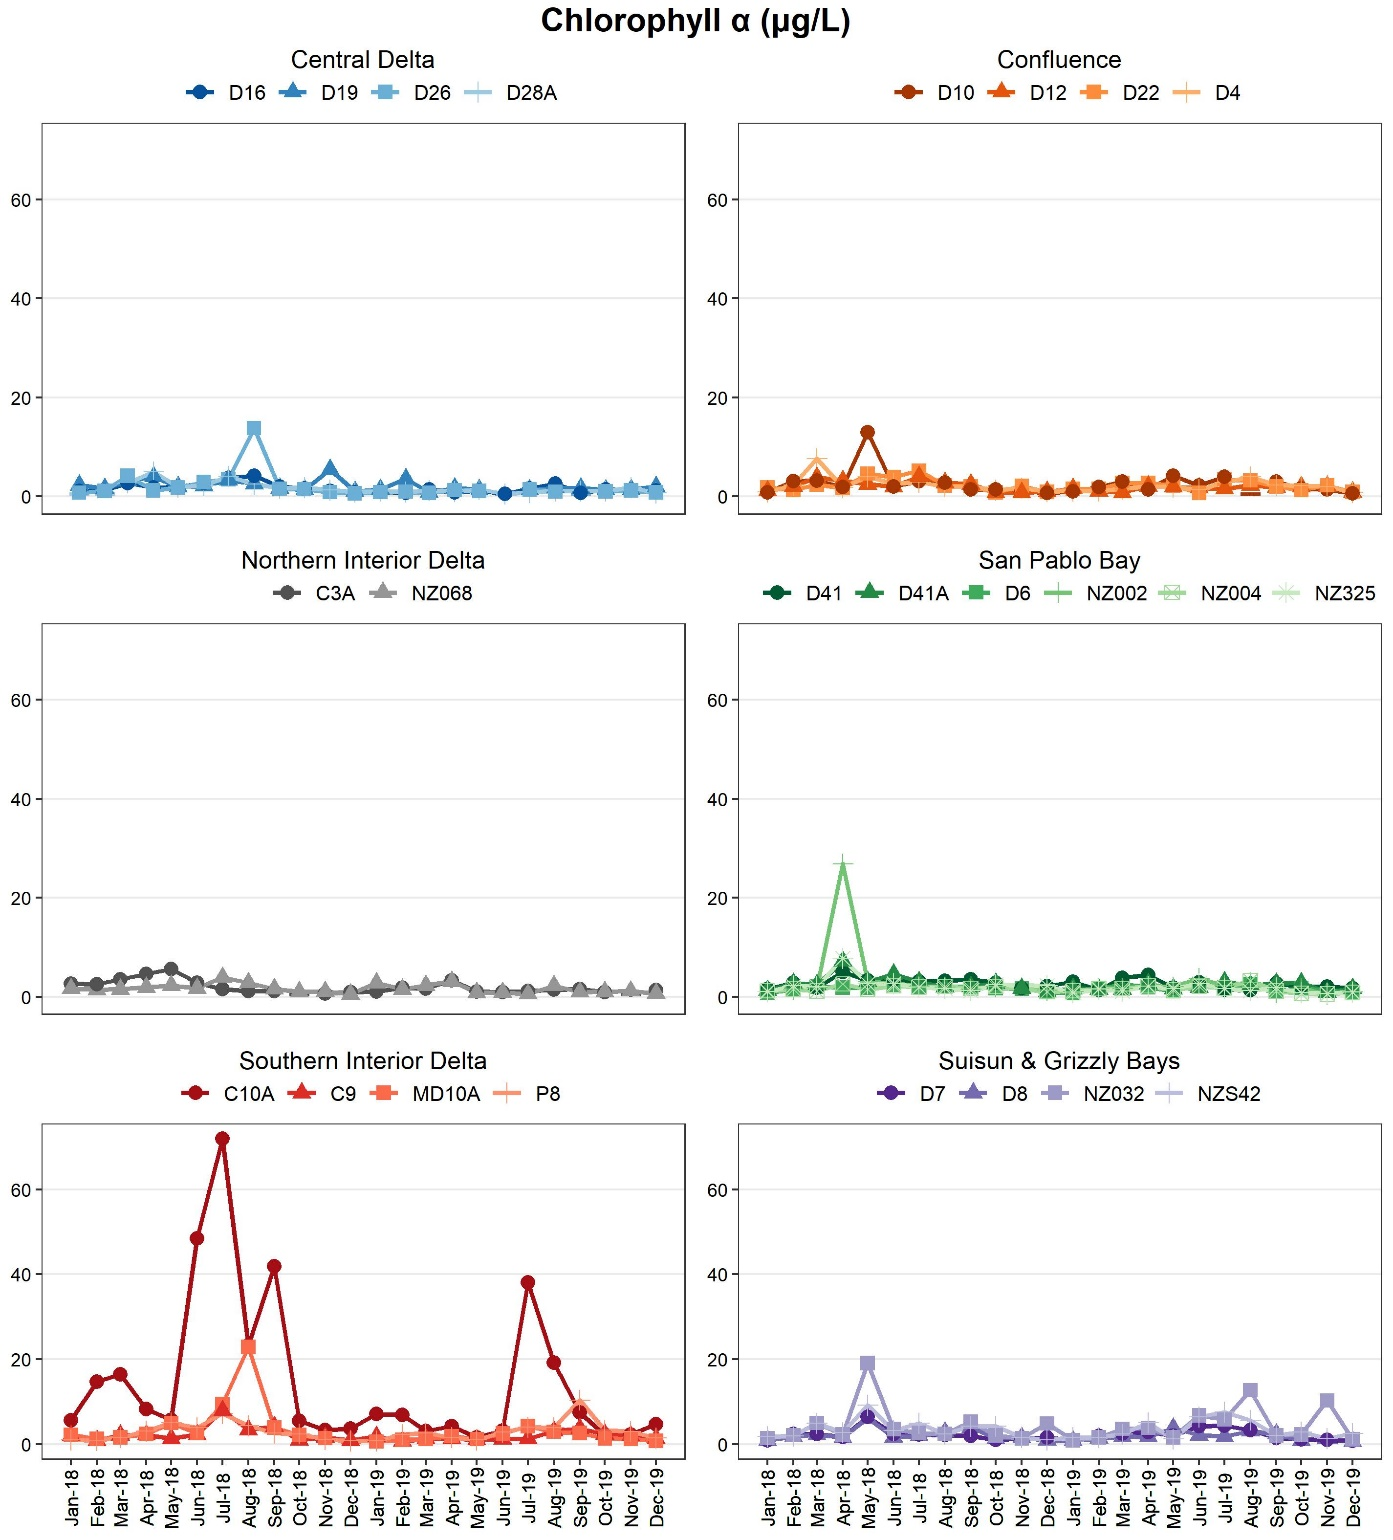 Chlorophyll α (µg/L)
Central Delta
D16 D19 D26 D28A
60
40
20
0
Confluence
D10 D12 D22 D4
60
40
20
0
Northern Interior Delta
C3A NZ068
60
40
20
0
San Pablo Bay
D41 D41A D6 NZ002 NZ004 NZ325
60
40
20
0
Southern Interior Delta
C10A C9 MD10A P8
60
40
20
0
Jan-18
Feb-18
Mar-18
Apr-18
May-18
Jun-18
Jul-18
Aug-18
Sep-18
Oct-18
Nov-18
Dec-18
Jan-19
Feb-19
Mar-19
Apr-19
May-19
Jun-19
Jul-19
Aug-19
Sep-19
Oct-19
Nov-19
Dec-19
Suisun & Grizzly Bays
D7 D8 NZ032 NZS42
60
40
20
0
Jan-18
Feb-18
Mar-18
Apr-18
May-18
Jun-18
Jul-18
Aug-18
Sep-18
Oct-18
Nov-18
Dec-18
Jan-19
Feb-19
Mar-19
Apr-19
May-19
Jun-19
Jul-19
Aug-19
Sep-19
Oct-19
Nov-19
Dec-19